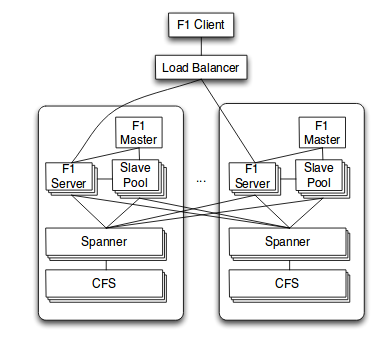 F1 Client
Load Balancer
F1
Master
F1
Server
Slave
Pool
Spanner
CFS
...
F1
Master
F1
Server
Slave
Pool
Spanner
CFS